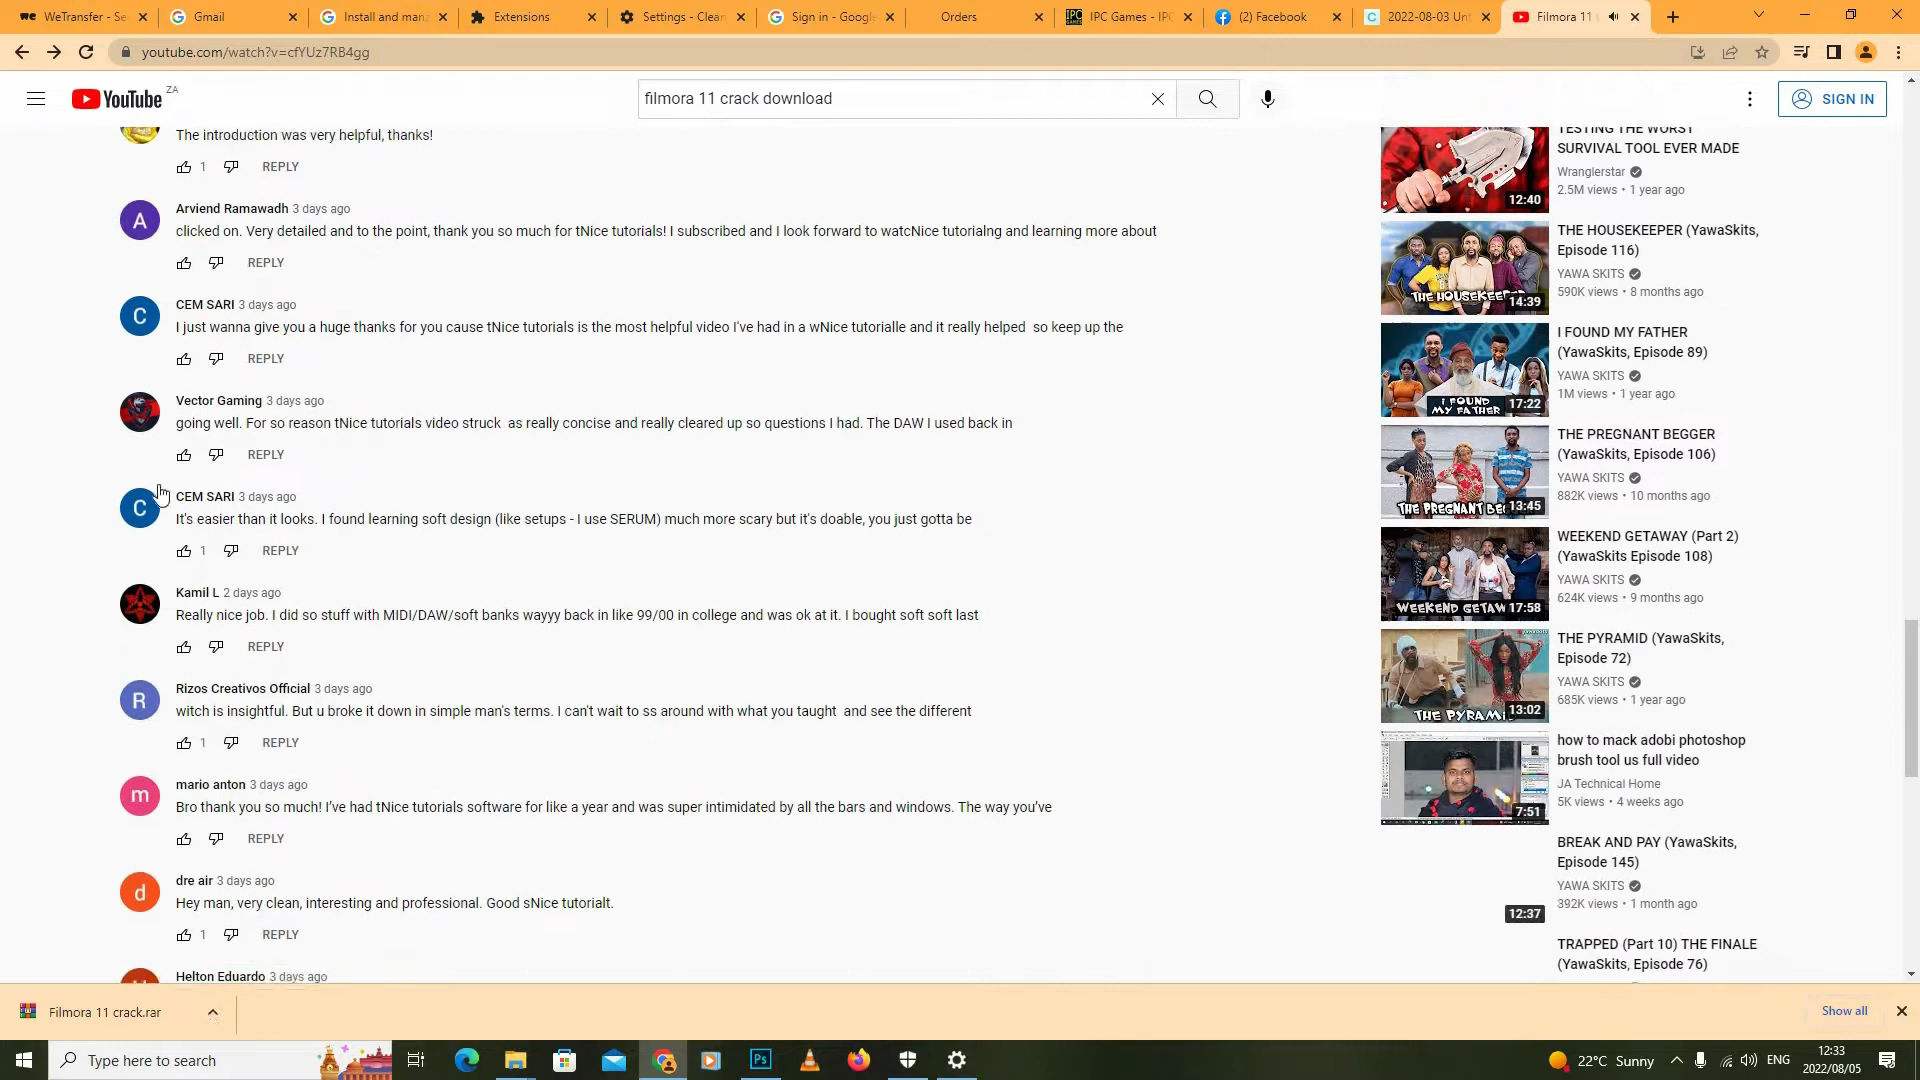 WeTransfer - Se
Gmail
Install and man
Extensions
Settings - Clea
Sign in - Google
Orders
IPC Games - IPC
(2) Facebook
2022-08-03 Unt
Filmora 11
youtube.com/watch?v=cfYUz7RB4gg
YouTube ZA
filmora 11 crack download
SIGN IN
The introduction was very helpful, thanks!
1 REPLY
Arviend Ramawadh 3 days ago
clicked on. Very detailed and to the point, thank you so much for tNice tutorials! I subscribed and I look forward to watcNice tutorialng and learning more about
REPLY
CEM SARI 3 days ago
I just wanna give you a huge thanks for you cause tNice tutorials is the most helpful video I've had in a wNice tutorialle and it really helped so keep up the
REPLY
Vector Gaming 3 days ago
going well. For so reason tNice tutorials video struck as really concise and really cleared up so questions I had. The DAW I used back in
REPLY
CEM SARI 3 days ago
It's easier than it looks. I found learning soft design (like setups - I use SERUM) much more scary but it's doable, you just gotta be
1 REPLY
Kamil L 2 days ago
Really nice job. I did so stuff with MIDI/DAW/soft banks wayyy back in like 99/00 in college and was ok at it. I bought soft soft last
REPLY
Rizos Creativos Official 3 days ago
witch is insightful. But u broke it down in simple man's terms. I can't wait to ss around with what you taught and see the different
1 REPLY
mario anton 3 days ago
Bro thank you so much! I've had tNice tutorials software for like a year and was super intimidated by all the bars and windows. The way you've
REPLY
dre air 3 days ago
Hey man, very clean, interesting and professional. Good sNice tutorialt.
1 REPLY
Helton Eduardo 3 days ago
TESTING THE WORST
SURVIVAL TOOL EVER MADE
Wranglerstar
2.5M views • 1 year ago
12:40
THE HOUSEKEEPER (YawaSkits,
Episode 116)
YAWA SKITS
590K views • 8 months ago
THE HOUSEKEE
14:39
I FOUND MY FATHER
(YawaSkits, Episode 89)
YAWA SKITS
1M views • 1 year ago
I FOUND
MY FATHER
17:22
THE PREGNANT BEGGER
(YawaSkits, Episode 106)
YAWA SKITS
882K views • 10 months ago
THE PREGNANT BE
13:45
WEEKEND GETAWAY (Part 2)
(YawaSkits Episode 108)
YAWA SKITS
624K views • 9 months ago
WEEKEND GETAW
17:58
THE PYRAMID (YawaSkits,
Episode 72)
YAWA SKITS
685K views • 1 year ago
THE PYRAMI
13:02
how to mack adobi photoshop
brush tool us full video
JA Technical Home
5K views • 4 weeks ago
7:51
BREAK AND PAY (YawaSkits,
Episode 145)
YAWA SKITS
392K views • 1 month ago
12:37
TRAPPED (Part 10) THE FINALE
(YawaSkits, Episode 76)
Filmora 11 crack.rar
Show all
Type here to search
Ps
22°C Sunny
ENG
12:33
2022/08/05